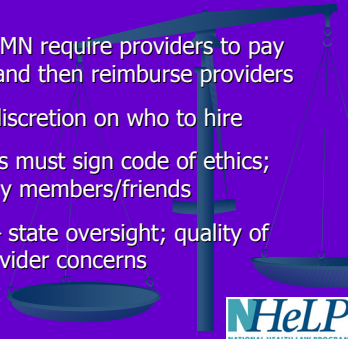 MN require providers to pay
and then reimburse providers
discretion on who to hire
s must sign code of ethics;
y members/friends
state oversight; quality of
vider concerns
NHeLP
NATIONAL HEALTH LAW PROGRAM